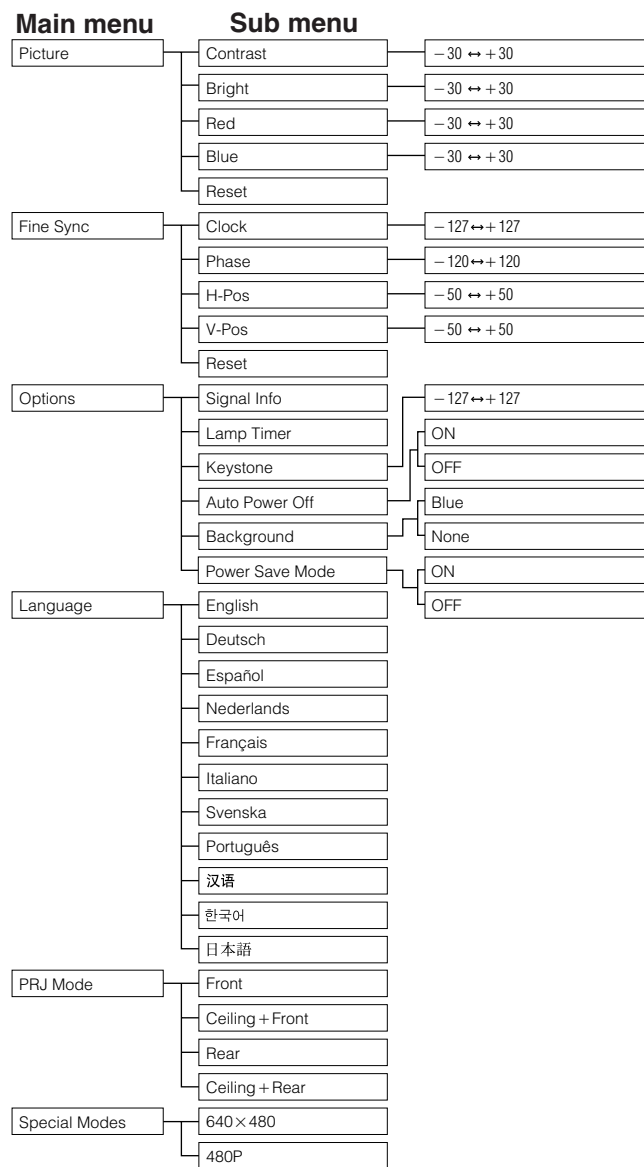 Main menu Sub menu
Picture Contrast −30 ↔ +30
Bright −30 ↔ +30
Red −30 ↔ +30
Blue −30 ↔ +30
Reset
Fine Sync Clock −127↔+127
Phase −120↔+120
H-Pos −50 ↔ +50
V-Pos −50 ↔ +50
Reset
Options Signal Info −127↔+127
Lamp Timer ON
Keystone OFF
Auto Power Off Blue
Background None
Power Save Mode ON
Language English OFF
Deutsch
Español
Nederlands
Français
Italiano
Svenska
Português
汉语
한국어
日本語
PRJ Mode Front
Ceiling+Front
Rear
Ceiling+Rear
Special Modes 640×480
480P